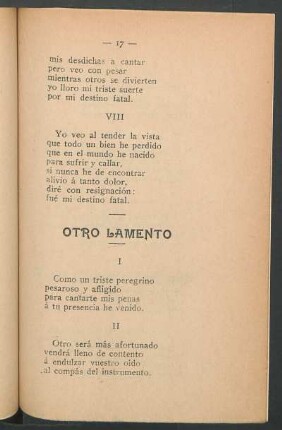 — 17 —
mis desdichas a cantar
pero veo con pesar
mientras otros se divierten
yo lloro mi triste suerte
por mi destino fatal.
VIII
Yo veo al tender la vista
que todo un bien he perdido
que en el mundo he nacido
para sufrir y callar,
si nunca he de encontrar
alivio á tanto dolor,
diré con resignación:
fué mi destino fatal.
OTRO LAMENTO
I
Como un triste peregrino
pesaroso y afligido
para cantarte mis penas
á tu presencia he venido.
II
Otro será más afortunado
vendrá lleno de contento
á endulzar vuestro oido
al compás del instrumento.